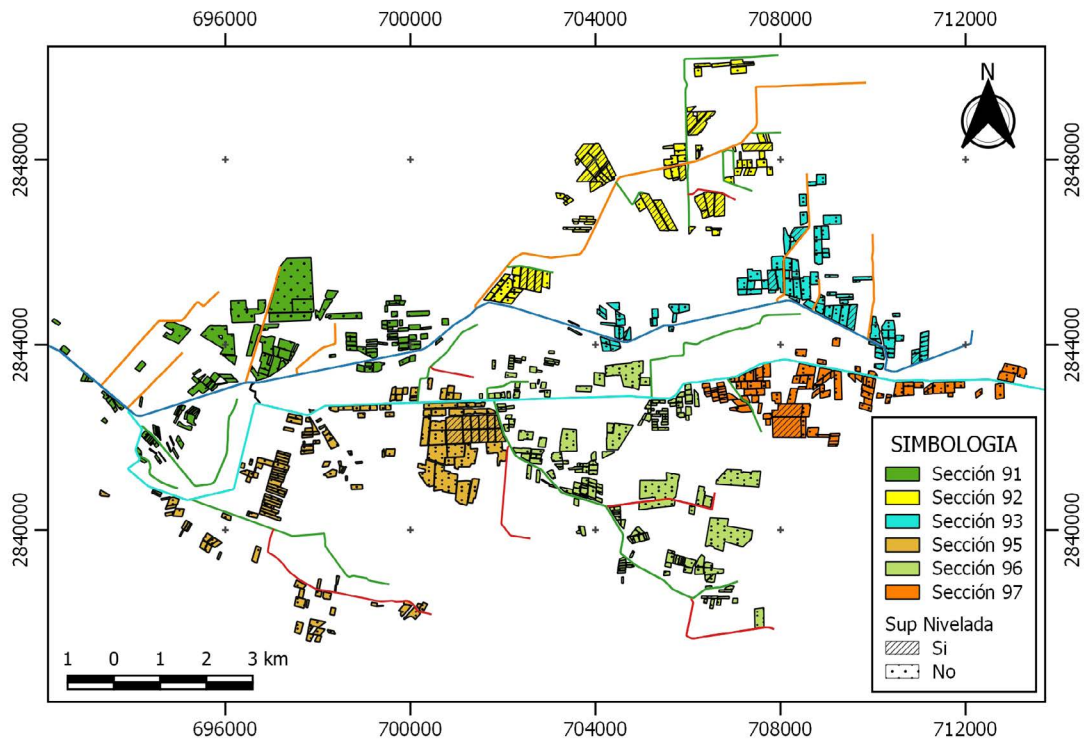 696000 700000 704000 708000 712000
N
2848000 2848000
2844000 2844000
2840000 2840000
SIMBOLOGIA
Sección 91
Sección 92
Sección 93
Sección 95
Sección 96
Sección 97
Sup Nivelada
Si
No
1 0 1 2 3 km
696000 700000 704000 708000 712000